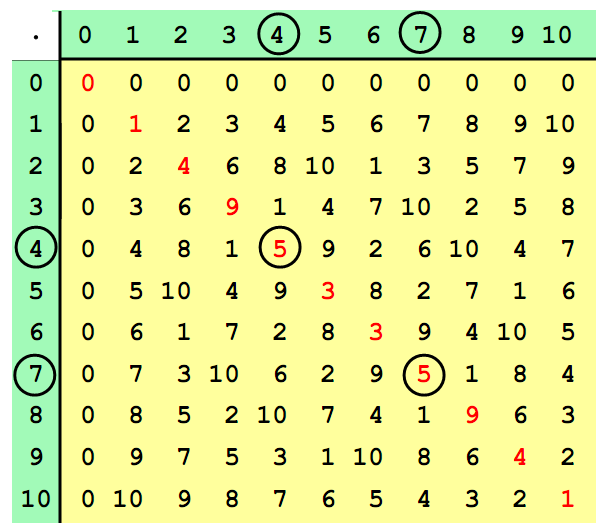 · 0 1 2 3 4 5 6 7 8 9 10
0 0 0 0 0 0 0 0 0 0 0 0
1 0 1 2 3 4 5 6 7 8 9 10
2 0 2 4 6 8 10 1 3 5 7 9
3 0 3 6 9 1 4 7 10 2 5 8
4 0 4 8 1 5 9 2 6 10 4 7
5 0 5 10 4 9 3 8 2 7 1 6
6 0 6 1 7 2 8 3 9 4 10 5
7 0 7 3 10 6 2 9 5 1 8 4
8 0 8 5 2 10 7 4 1 9 6 3
9 0 9 7 5 3 1 10 8 6 4 2
10 0 10 9 8 7 6 5 4 3 2 1